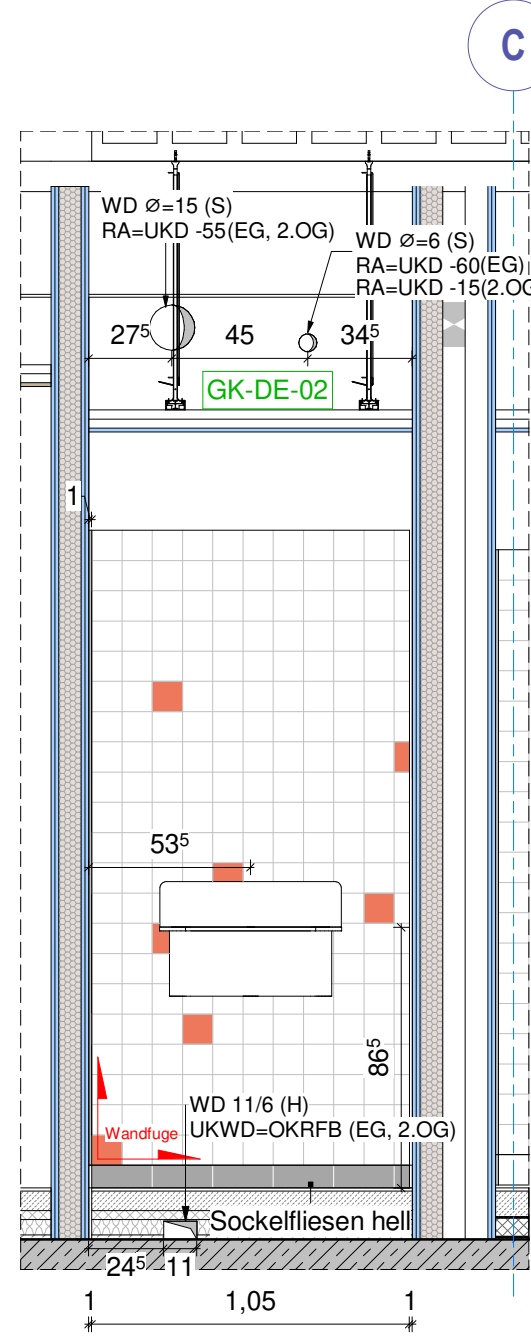 C
WD ⌀=15 (S)
RA=UKD -55(EG, 2.OG)
WD ⌀=6 (S)
RA=UKD -60(EG)
RA=UKD -15(2.OG
27⁵ 45 34⁵
GK-DE-02
1
53⁵
86⁵
WD 11/6 (H)
UKWD=OKRFB (EG, 2.OG)
Wandfuge
Sockelfliesen hell
24⁵ 11
1 1,05 1